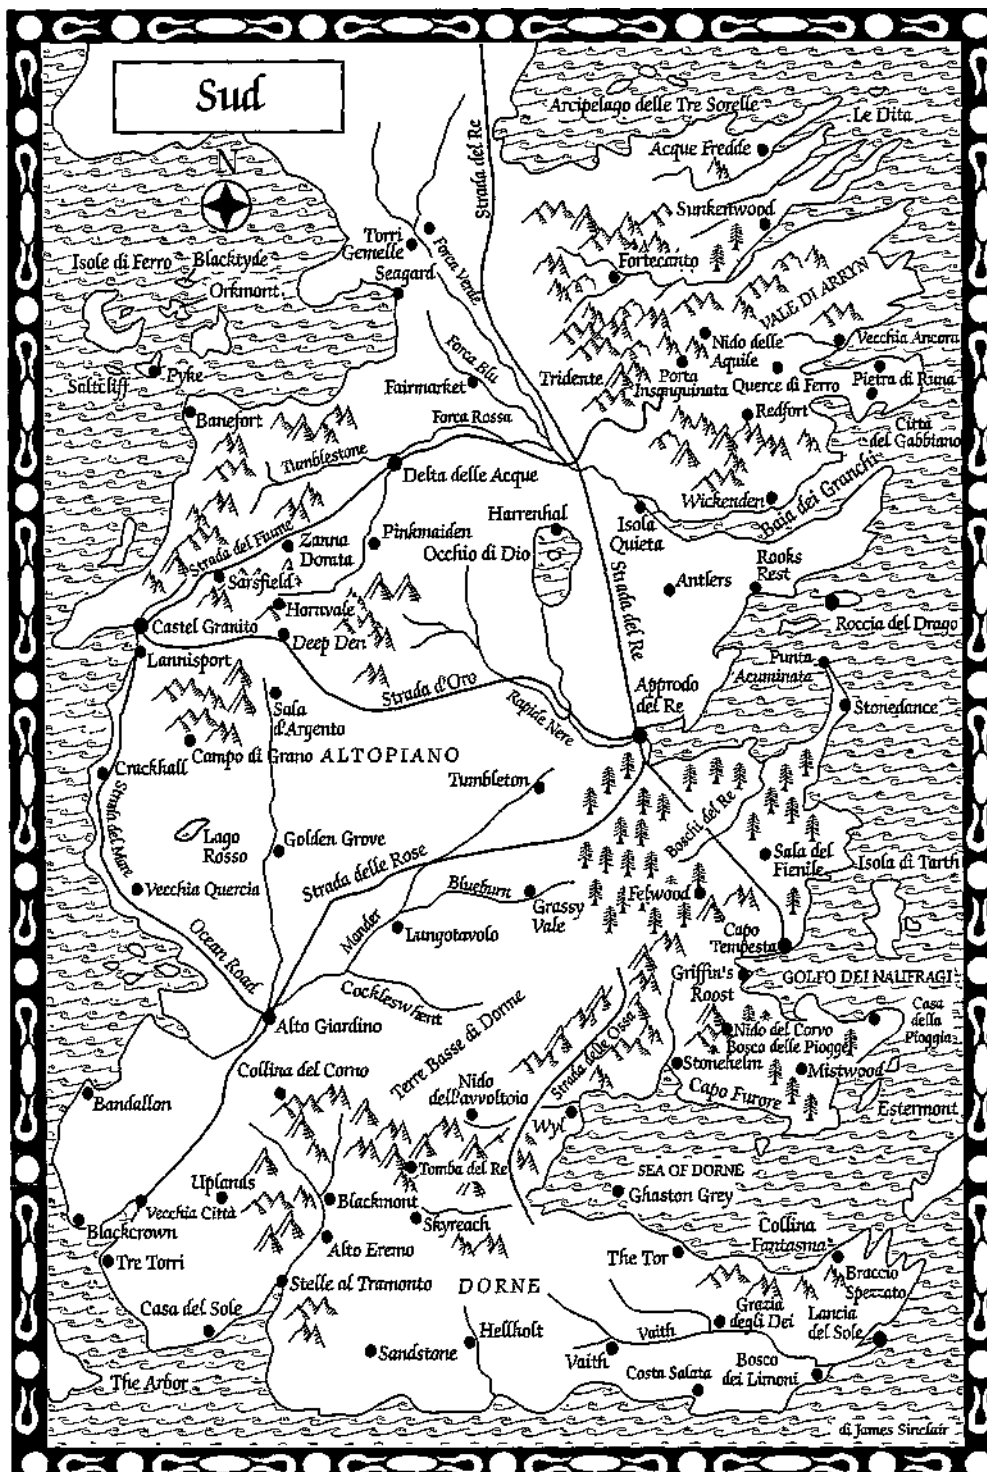 Sud
N
Arcipelago delle Tre Sorelle
Le Dita
Strada del Re
Acque Fredde
Sunkenwood
Torri
Gemelle
Forca Verde
Fortecanto
Isole di Ferro
Blacktyde
Seagard
Orkmont
VALE DI ARRYN
Nido delle
Aquile
Vecchia Ancora
Forca Blu
Saltcliff
Pyke
Fairmarket
Tridente
Porta
Insanguinata
Querce di Ferro
Pietra di Runa
Banefort
Forca Rossa
Redfort
Città
del Gabbiano
Tumblestone
Delta delle Acque
Wickenden
Baia dei Granchi
Harrenhal
Isola
Quieta
Strada del Fiume
Zanna
Dorata
Pinkmaiden
Occhio di Dio
Rooks
Rest
Sarsfield
Antlers
Strada del Re
Hornvale
Castel Granito
Deep Den
Roccia del Drago
Lannisport
Punta
Acuminata
Strada d'Oro
Approdo
del Re
Sala
d'Argento
Rapide Nere
Stonedance
Campo di Grano
ALTOPIANO
Crackhall
Tumbleton
Strada del Mare
Boschi del Re
Lago
Rosso
Golden Grove
Strada delle Rose
Sala del
Fienile
Isola di Tarth
Vecchia Quercia
Blueburn
Grassy
Vale
Felwood
Mander
Lungotavolo
Capo
Tempesta
Ocean Road
Griffin's
Roost
GOLFO DEI NAUFRAGI
Cockleswhent
Alto Giardino
Terre Basse di Dorne
Strada delle Ossa
Casa
della
Pioggia
Nido del Corvo
Bosco delle Piogge
Collina del Corno
Stonehelm
Mistwood
Bandallon
Nido
dell'avvoltoio
Capo Furore
Estermont
Wyl
Tomba del Re
SEA OF DORNE
Uplands
Blackmont
Ghaston Grey
Vecchia Città
Blackcrown
Skyreach
Collina
Fantasma
Alto Eremo
The Tor
Tre Torri
Braccio
Spezzato
Stelle al Tramonto
DORNE
Casa del Sole
Grazia
degli Dei
Lancia
del Sole
Hellholt
Vaith
Sandstone
Vaith
Costa Salata
Bosco
dei Limoni
The Arbor
di James Sinclair